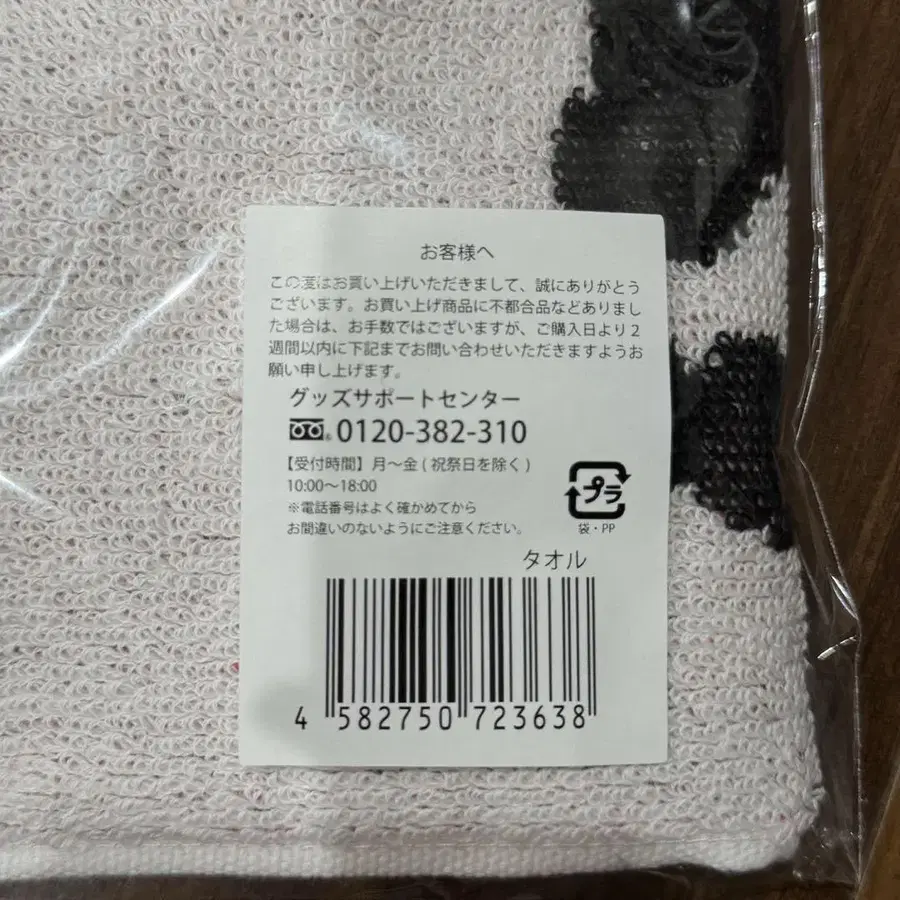 お客様へ
この度はお買い上げいただきまして、誠にありがとう
ございます。お買い上げ商品に不都合品などありまし
た場合は、お手数ではございますが、ご購入日より２
週間以内に下記までお問い合わせいただきますようお
願い申し上げます。
グッズサポートセンター
0120-382-310
【受付時間】月～金 ( 祝祭日を除く )
10:00～18:00
※電話番号はよく確かめてから
お間違いのないようにご注意ください。
プラ
袋・PP
タオル
4 582750 723638